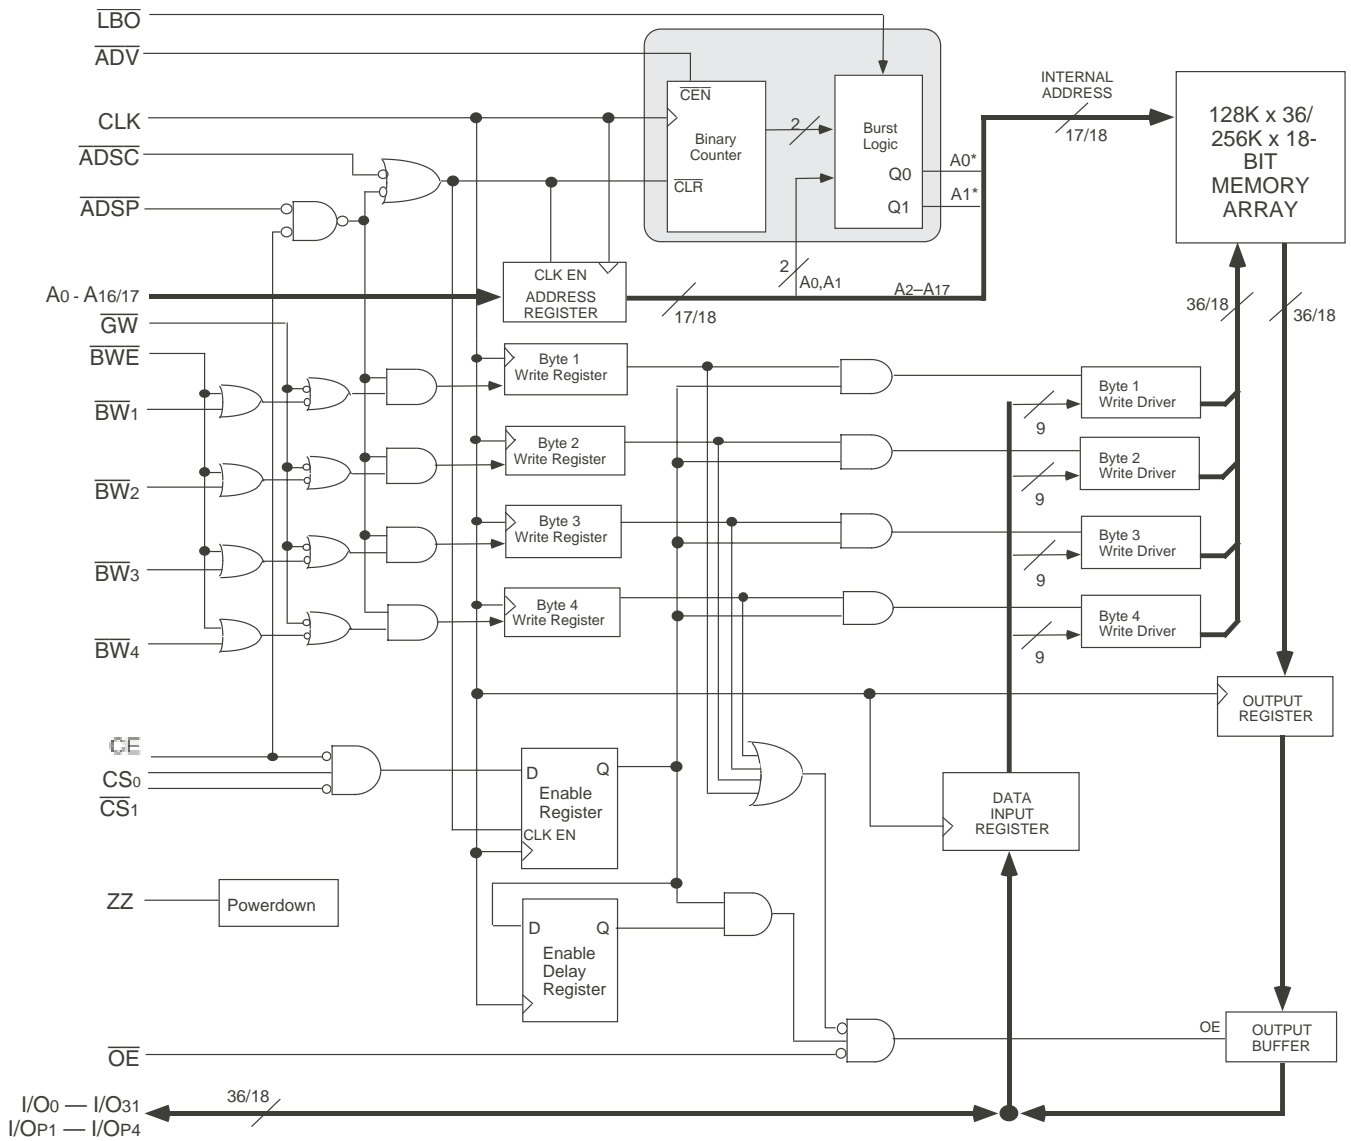 LBO
ADV
CLK
ADSC
ADSP
A0 - A16/17
GW
BWE
BW1
BW2
BW3
BW4
CE
CS0
CS1
ZZ
Powerdown
OE
I/O0 — I/O31
I/OP1 — I/OP4
36/18
CEN
Binary
Counter
CLR
2
Burst
Logic
Q0
Q1
A0*
A1*
2
A0,A1
A2–A17
INTERNAL
ADDRESS
17/18
128K x 36/
256K x 18-
BIT
MEMORY
ARRAY
CLK EN
ADDRESS
REGISTER
17/18
36/18
36/18
Byte 1
Write Register
Byte 2
Write Register
Byte 3
Write Register
Byte 4
Write Register
9
Byte 1
Write Driver
9
Byte 2
Write Driver
9
Byte 3
Write Driver
9
Byte 4
Write Driver
OUTPUT
REGISTER
D
Q
Enable
Register
CLK EN
DATA
INPUT
REGISTER
D
Q
Enable
Delay
Register
OE
OUTPUT
BUFFER